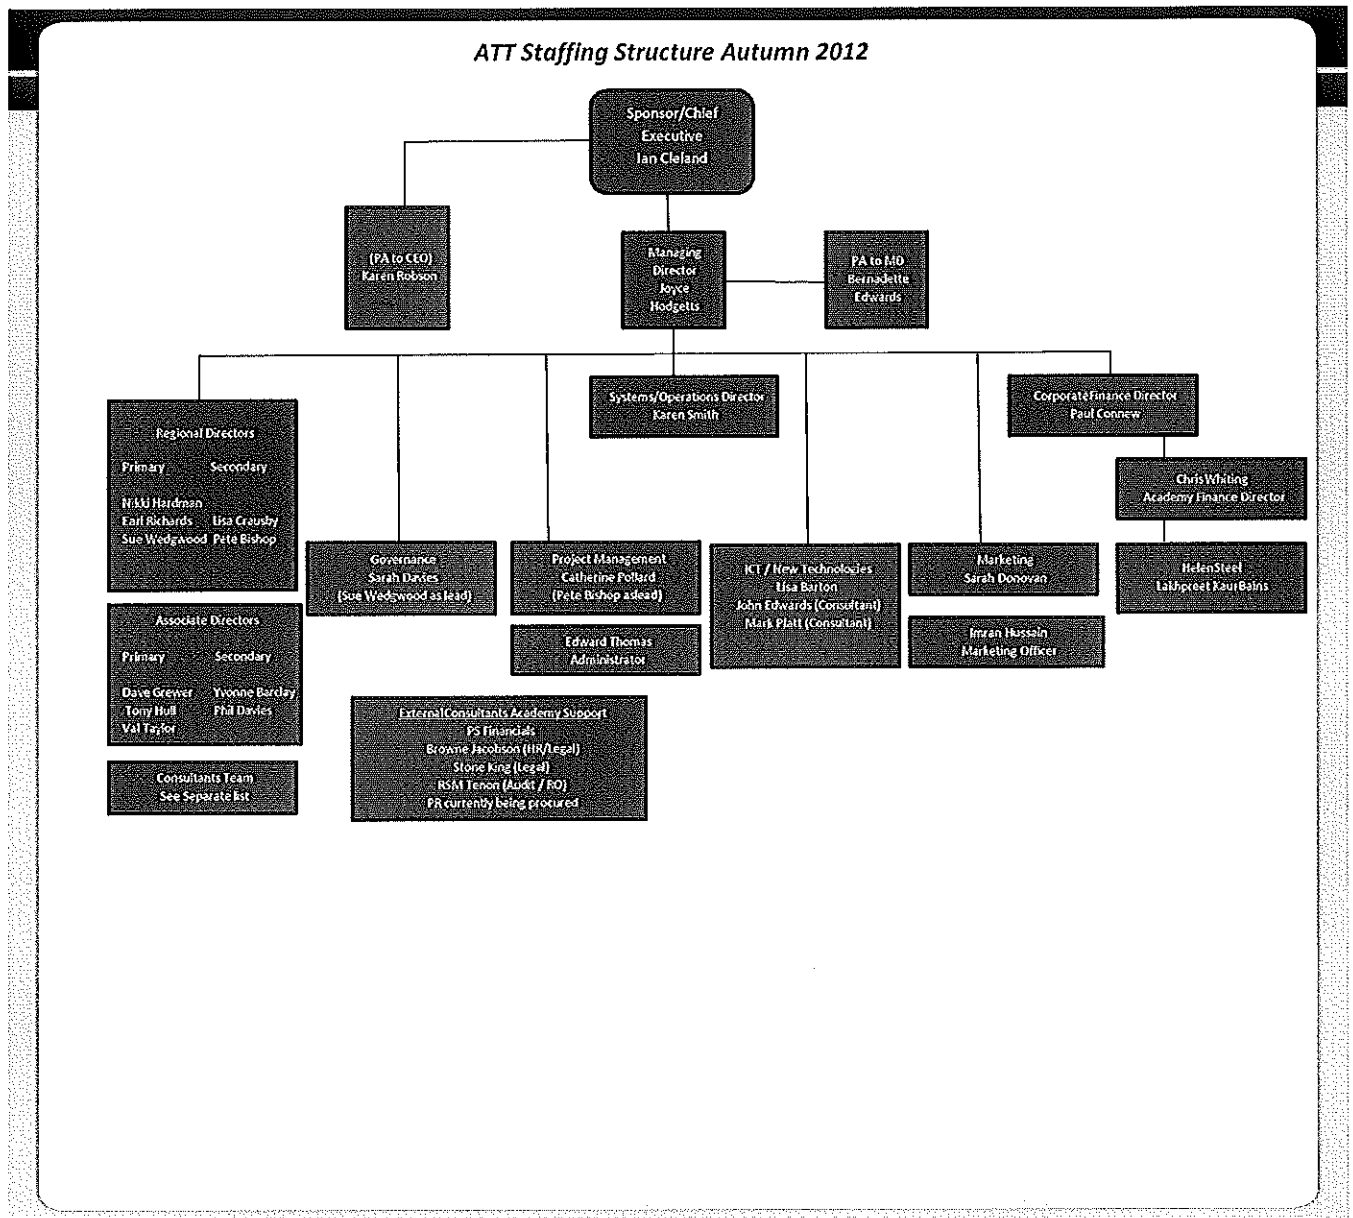 ATT Staffing Structure Autumn 2012
Sponsor/Chief
Executive
Ian Cleland
(PA to CEO)
Karen Robson
Managing
Director
Joyce
Hodgetts
PA to MD
Bernadette
Edwards
Systems/Operations Director
Karen Smith
Corporate Finance Director
Paul Connew
Chris Whiting
Academy Finance Director
Helen Steel
Lakhpreet Kaur Bains
Regional Directors
Primary Secondary
Nikki Hardman
Earl Richards Lisa Crausby
Sue Wedgwood Pete Bishop
Governance
Sarah Davies
(Sue Wedgwood as lead)
Project Management
Catherine Pollard
(Pete Bishop as lead)
Edward Thomas
Administrator
ICT / New Technologies
Lisa Barton
John Edwards (Consultant)
Mark Platt (Consultant)
Marketing
Sarah Donovan
Imran Hussain
Marketing Officer
Associate Directors
Primary Secondary
Dave Grewer Yvonne Barclay
Tony Hull Phil Davies
Val Taylor
Consultants Team
See Separate list
External Consultants Academy Support
PS Financials
Browne Jacobson (HR/Legal)
Stone King (Legal)
RSM Tenon (Audit / RO)
PR currently being procured